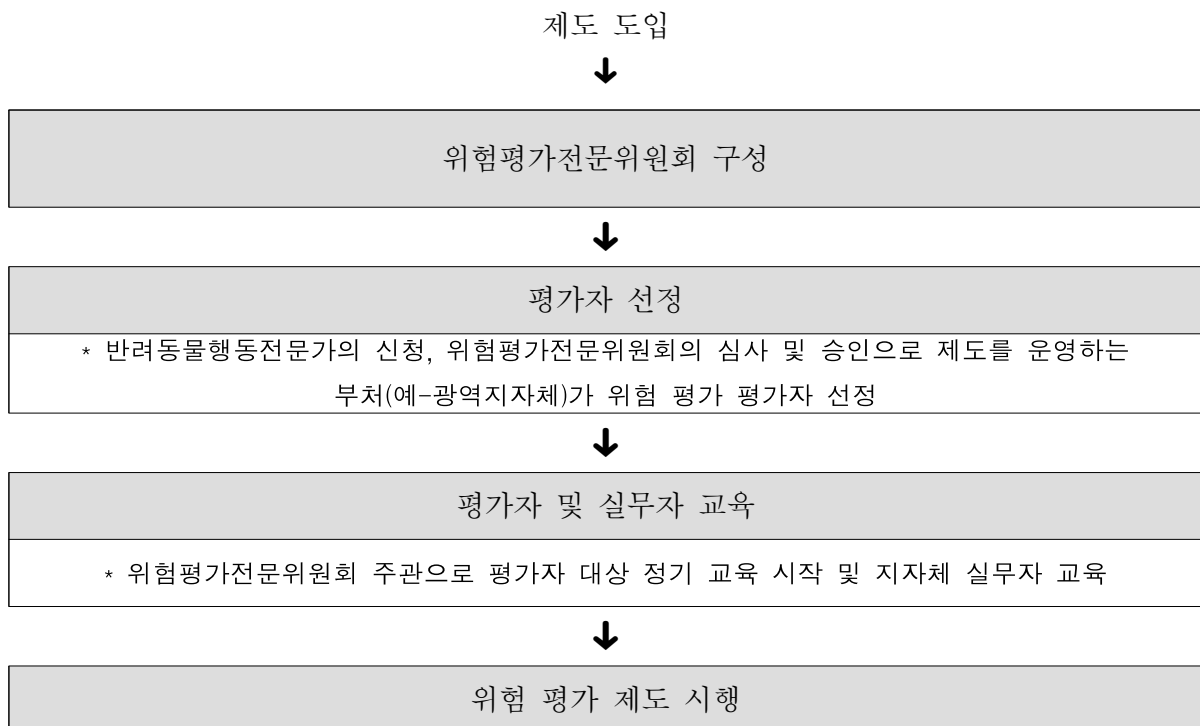 제도 도입
위험평가전문위원회 구성
평가자 선정
* 반려동물행동전문가의 신청, 위험평가전문위원회의 심사 및 승인으로 제도를 운영하는
부처(예-광역지자체)가 위험 평가 평가자 선정
평가자 및 실무자 교육
* 위험평가전문위원회 주관으로 평가자 대상 정기 교육 시작 및 지자체 실무자 교육
위험 평가 제도 시행